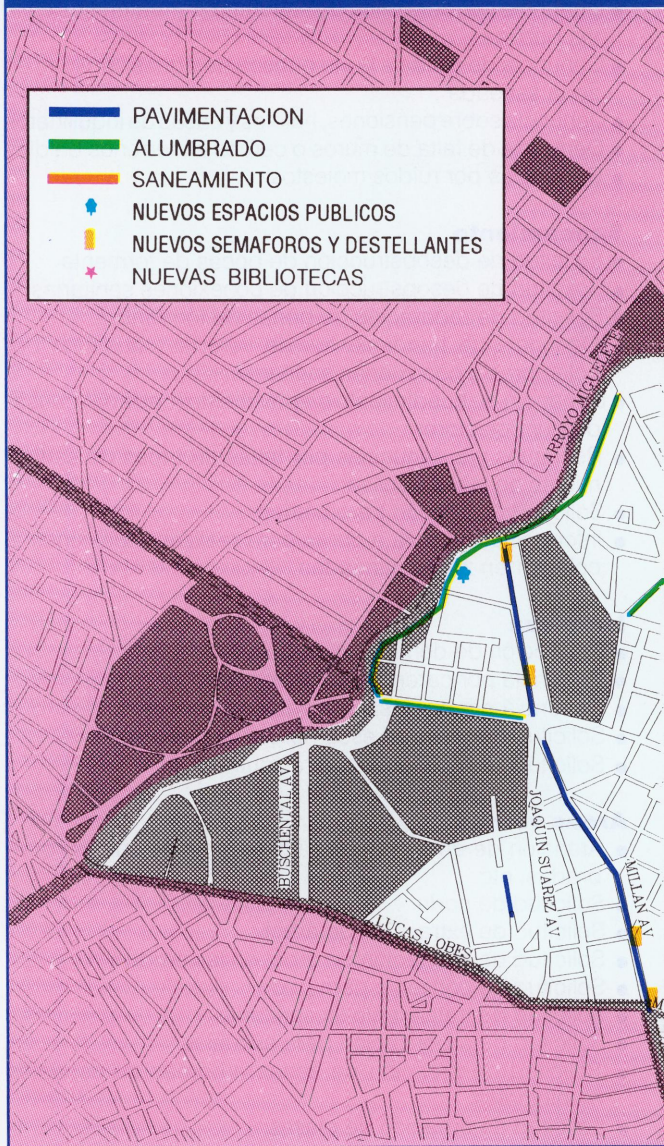 PAVIMENTACION
ALUMBRADO
SANEAMIENTO
NUEVOS ESPACIOS PUBLICOS
NUEVOS SEMAFOROS Y DESTELLANTES
NUEVAS BIBLIOTECAS
ARROYO MIGUELETE
BUSCHENTAL AV
JOAQUIN SUAREZ AV
MILLAN AV
LUCAS J OBES